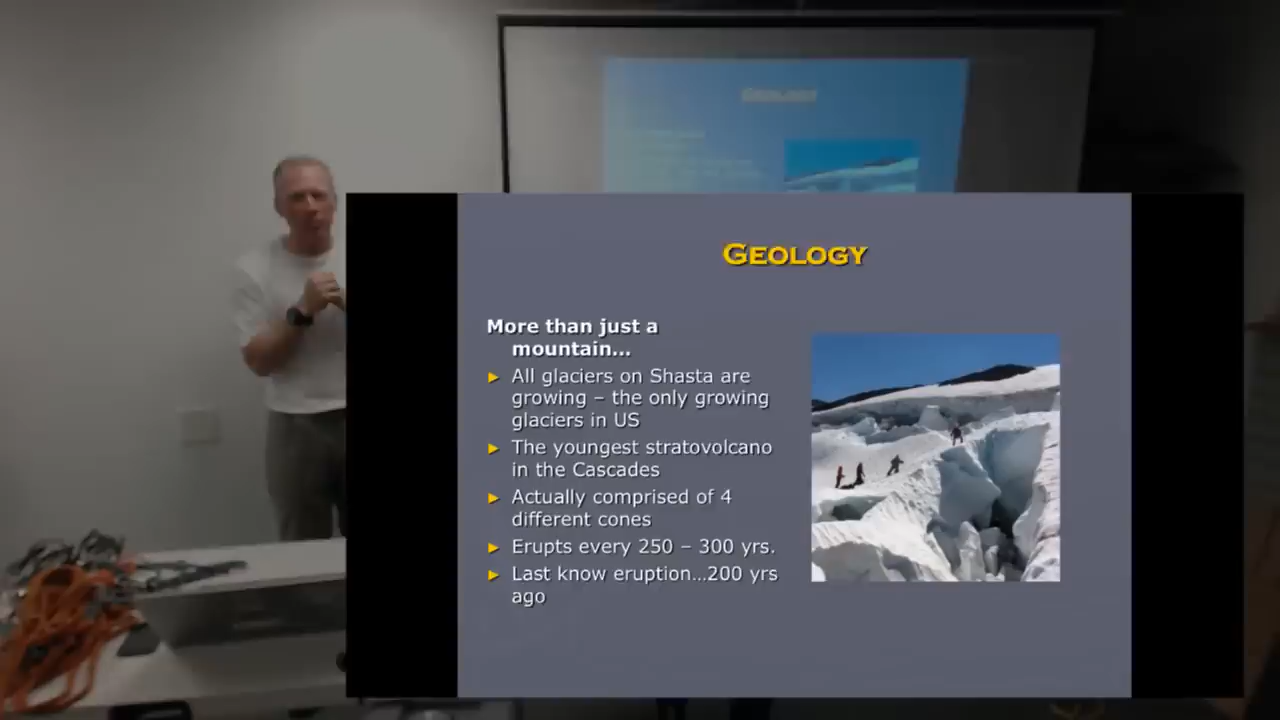 Geology
Geology
More than just a
mountain...
► All glaciers on Shasta are
growing – the only growing
glaciers in US
► The youngest stratovolcano
in the Cascades
► Actually comprised of 4
different cones
► Erupts every 250 – 300 yrs.
► Last know eruption...200 yrs
ago